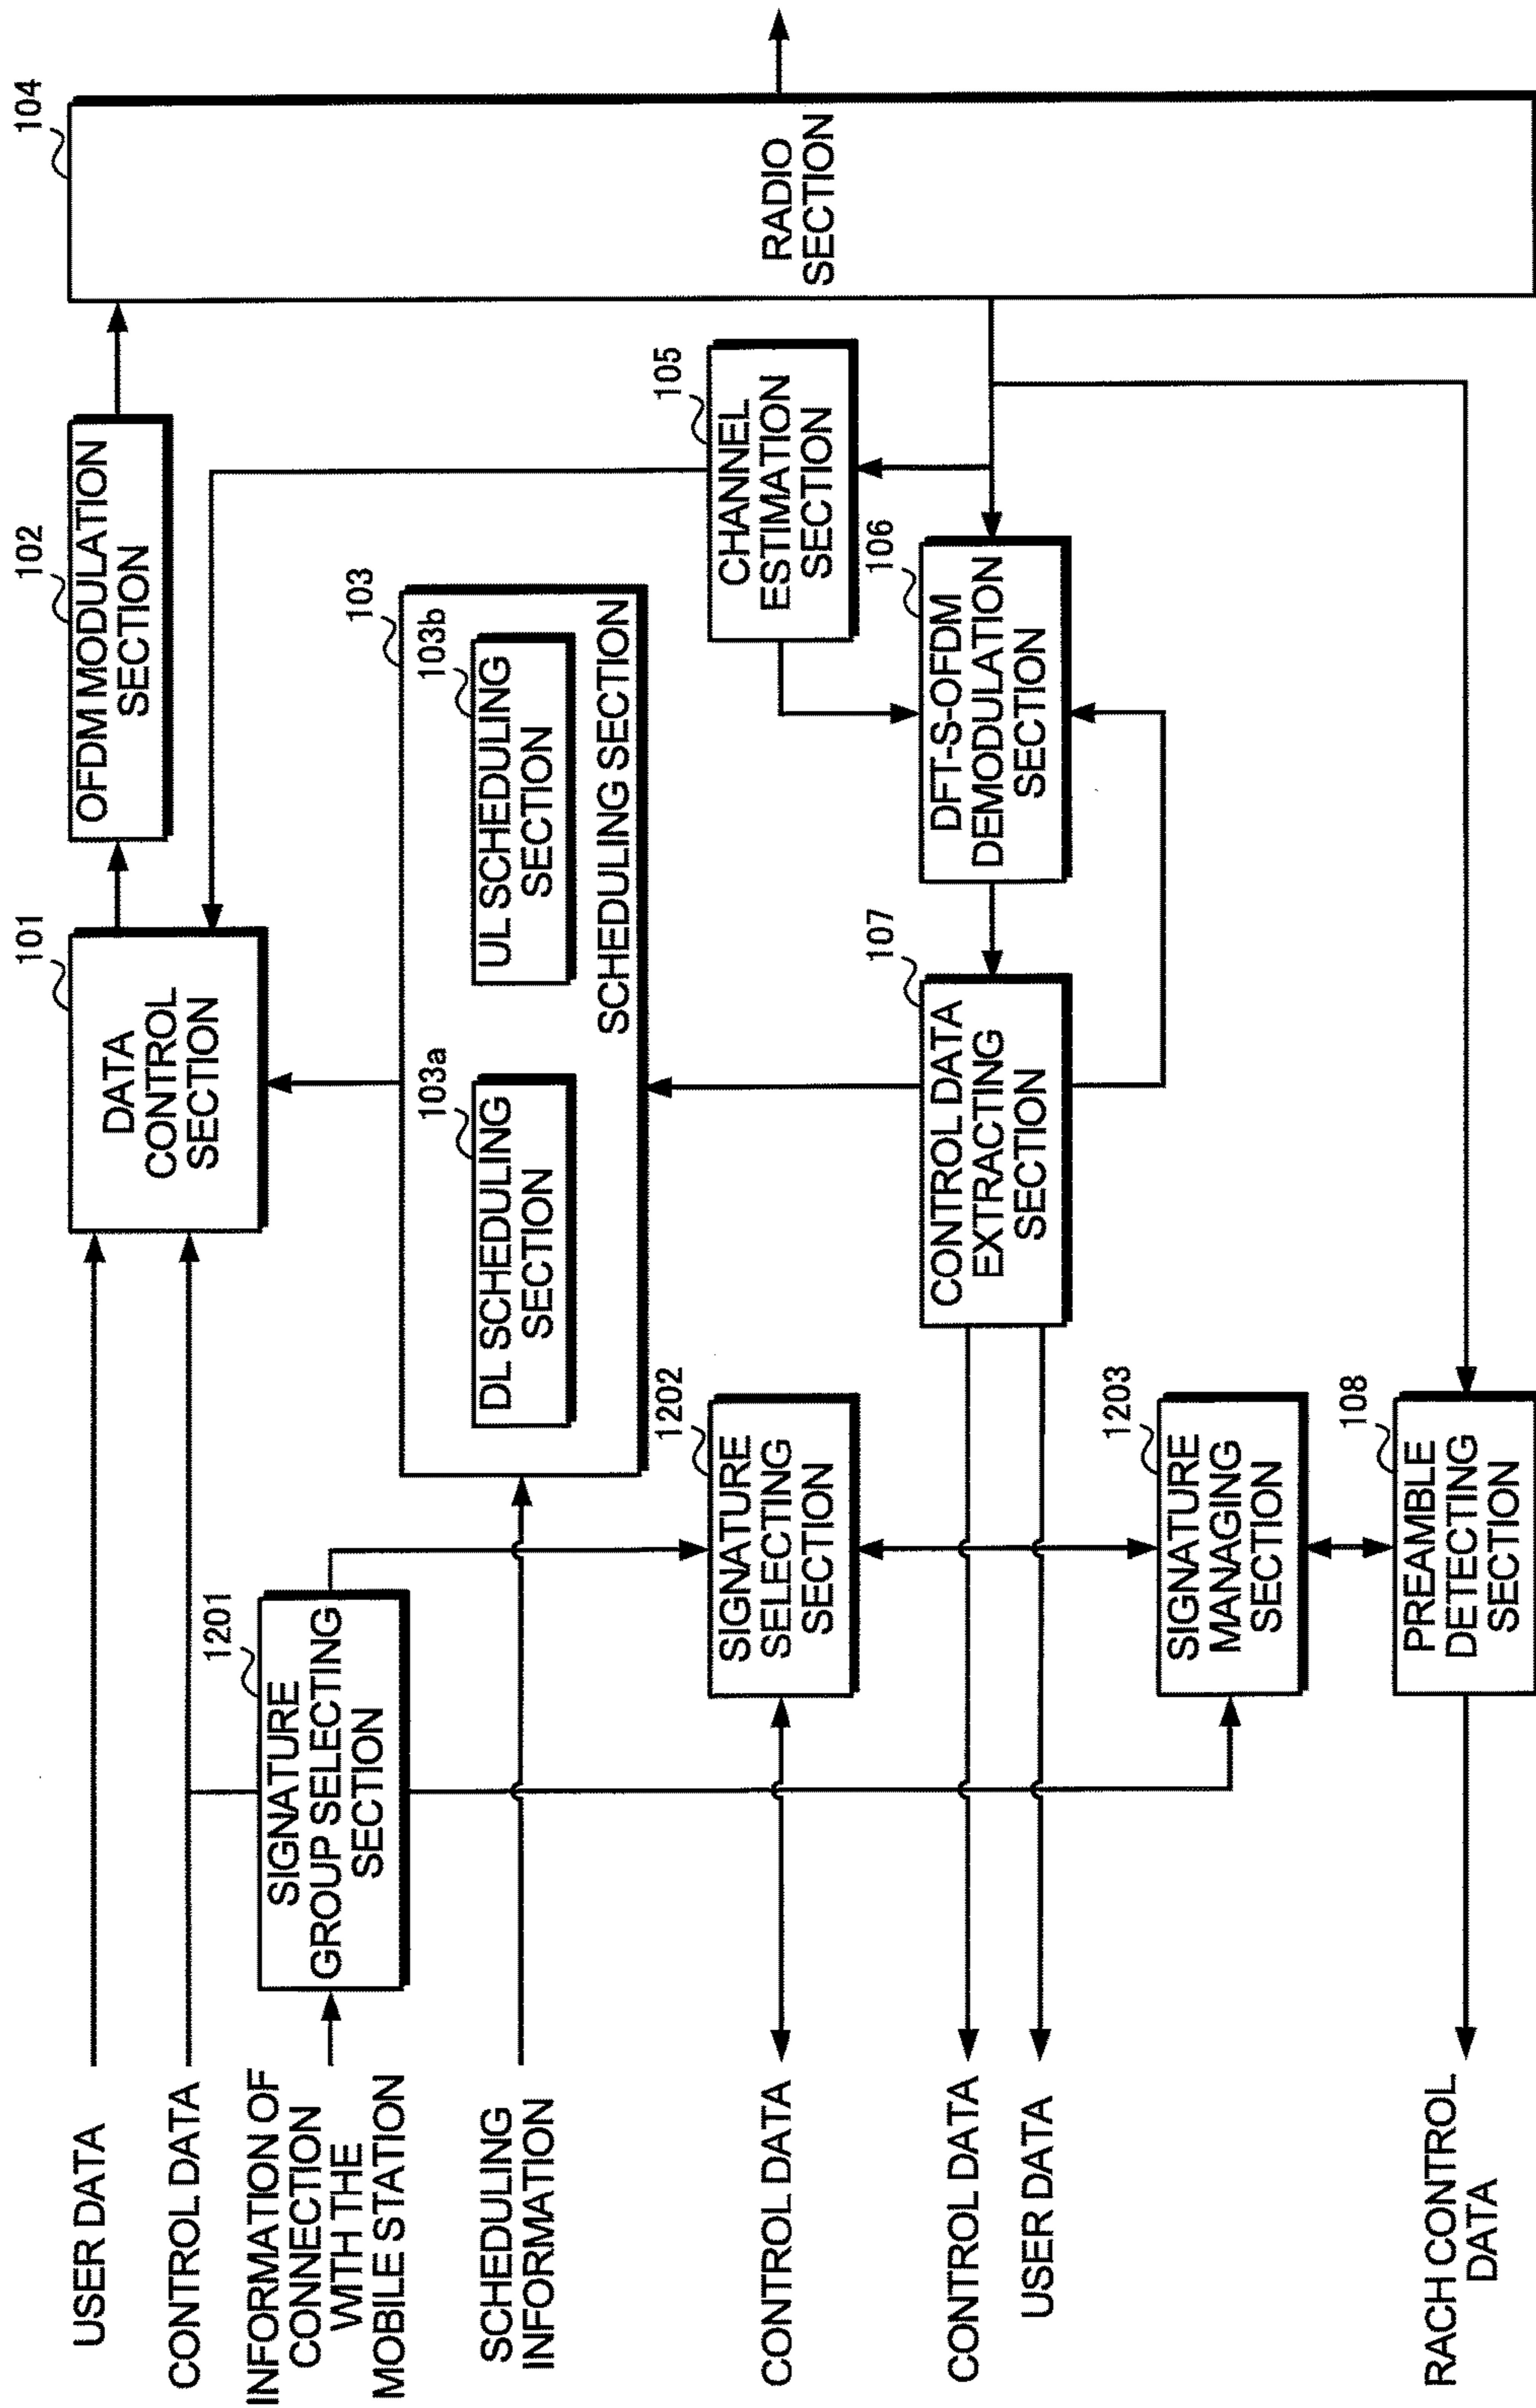 USER DATA
CONTROL DATA
INFORMATION OF
CONNECTION
WITH THE
MOBILE STATION
SCHEDULING
INFORMATION
CONTROL DATA
CONTROL DATA
USER DATA
RACH CONTROL
DATA
1201
SIGNATURE
GROUP SELECTING
SECTION
1202
SIGNATURE
SELECTING
SECTION
1203
SIGNATURE
MANAGING
SECTION
108
PREAMBLE
DETECTING
SECTION
101
DATA
CONTROL
SECTION
103
103a
DL SCHEDULING
SECTION
103b
UL SCHEDULING
SECTION
SCHEDULING SECTION
107
CONTROL DATA
EXTRACTING
SECTION
102
OFDM MODULATION
SECTION
105
CHANNEL
ESTIMATION
SECTION
106
DFT-S-OFDM
DEMODULATION
SECTION
104
RADIO
SECTION